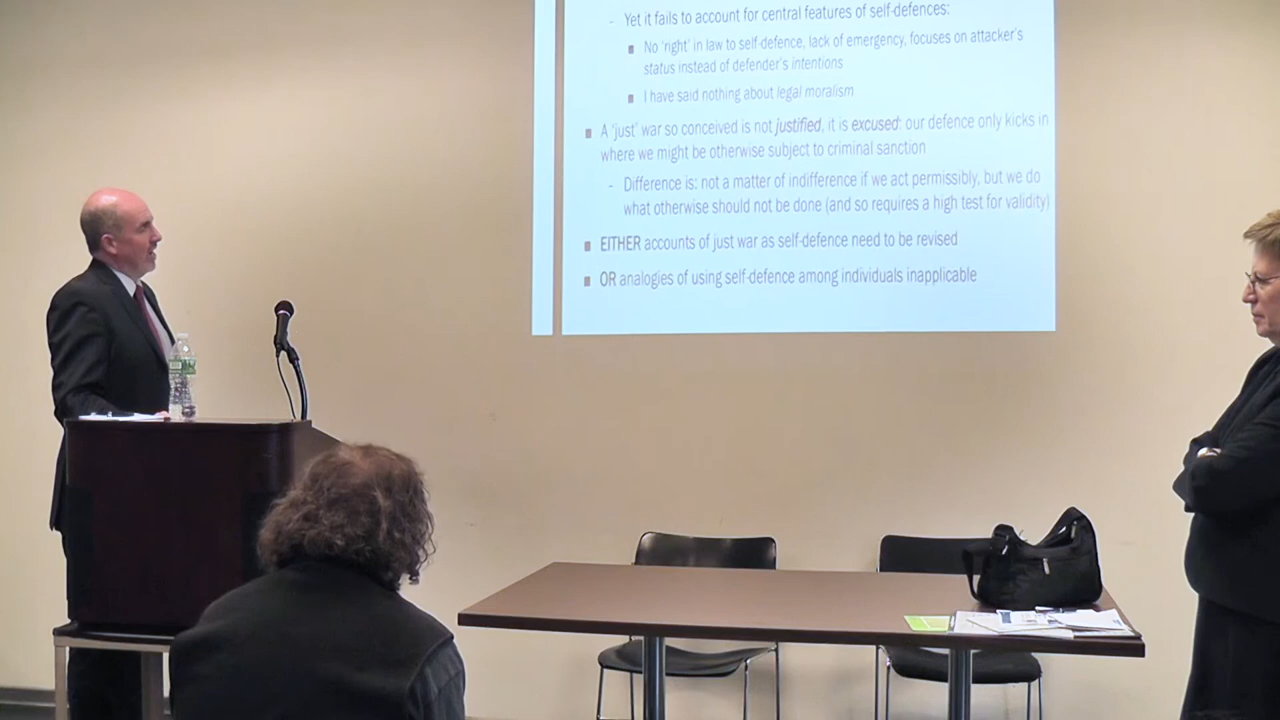 - Yet it fails to account for central features of self-defences:
■ No 'right' in law to self-defence, lack of emergency, focuses on attacker's
status instead of defender's intentions
■ I have said nothing about legal moralism
■ A 'just' war so conceived is not justified, it is excused: our defence only kicks in
where we might be otherwise subject to criminal sanction
- Difference is: not a matter of indifference if we act permissibly, but we do
what otherwise should not be done (and so requires a high test for validity)
■ EITHER accounts of just war as self-defence need to be revised
■ OR analogies of using self-defence among individuals inapplicable